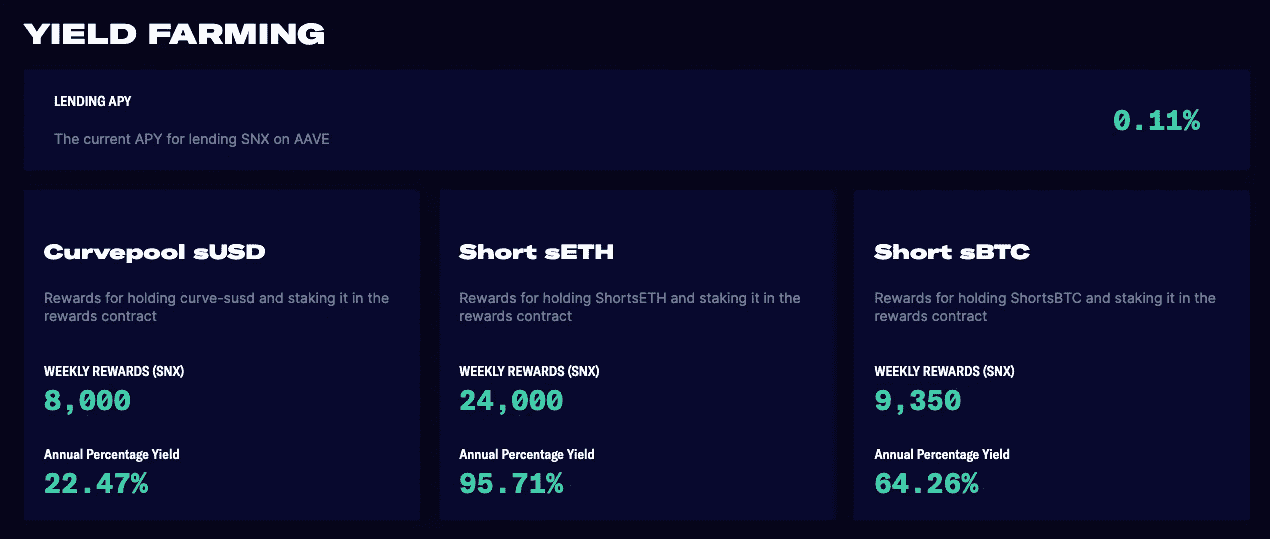 YIELD FARMING
LENDING APY
The current APY for lending SNX on AAVE
0.11%
Curvepool sUSD
Rewards for holding curve-susd and staking it in the
rewards contract
WEEKLY REWARDS (SNX)
8,000
Annual Percentage Yield
22.47%
Short sETH
Rewards for holding ShortsETH and staking it in the
rewards contract
WEEKLY REWARDS (SNX)
24,000
Annual Percentage Yield
95.71%
Short sBTC
Rewards for holding ShortsBTC and staking it in the
rewards contract
WEEKLY REWARDS (SNX)
9,350
Annual Percentage Yield
64.26%